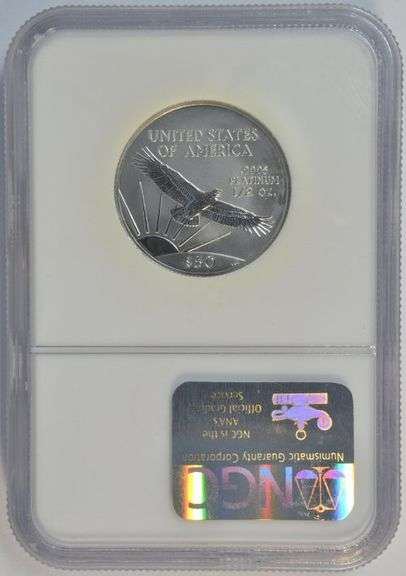 UNITED STATES
OF AMERICA
.9995
PLATINUM
1/2 OZ.
$50
NGC is the
ANA's
Official Grading
Service
Numismatic Guaranty Corporation
NGC